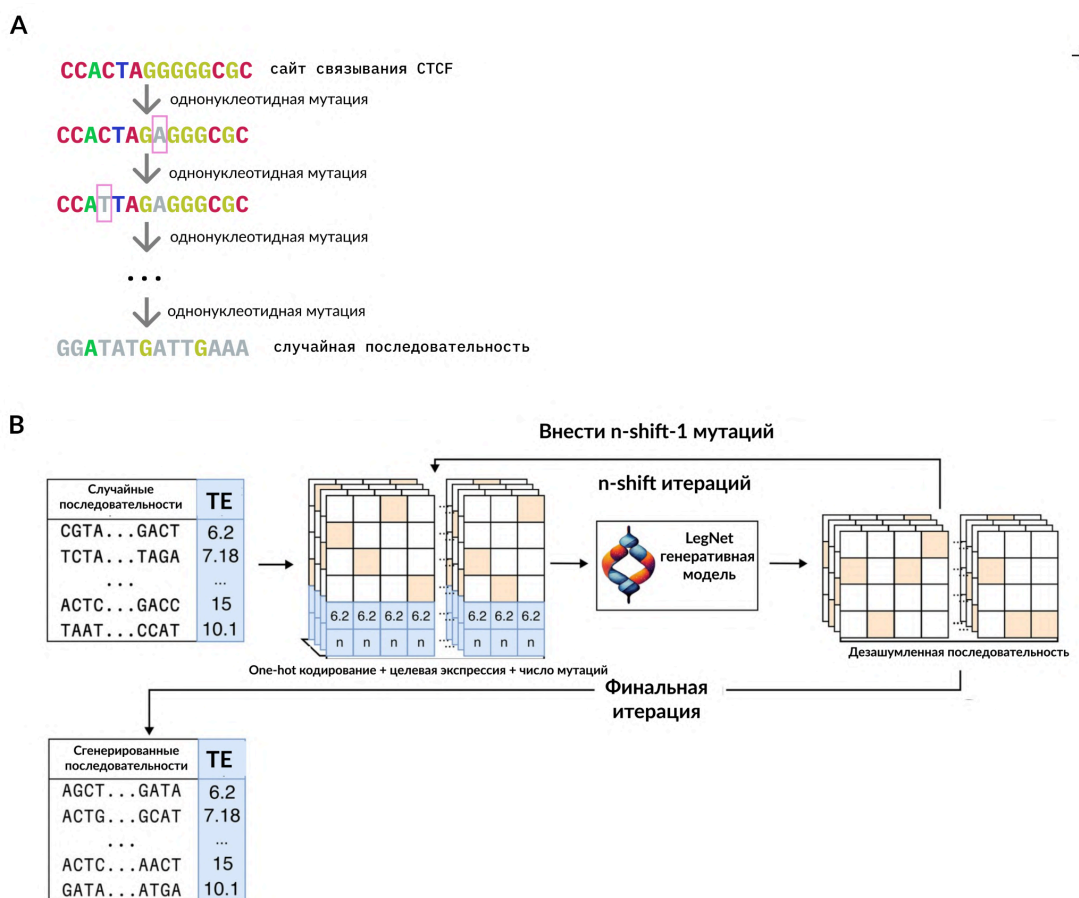 A
CCACTAGGGGGCGC сайт связывания CTCF
однонуклеотидная мутация
CCACTAGAGGGCGC
однонуклеотидная мутация
CCATTAGAGGGCGC
однонуклеотидная мутация
...
однонуклеотидная мутация
GGATATGATTGAAA случайная последовательность
B
Внести n-shift-1 мутаций
n-shift итераций
Случайные
последовательности
TE
CGTA...GACT 6.2
TCTA...TAGA 7.18
... ...
ACTC...GACC 15
TAAT...CCAT 10.1
6.2 6.2 6.2 6.2 6.2 6.2 6.2
n n n n n n n
One-hot кодирование + целевая экспрессия + число мутаций
LegNet
генеративная
модель
Дезашумленная последовательность
Финальная
итерация
Сгенерированные
последовательности
TE
AGCT...GATA 6.2
ACTG...GCAT 7.18
... ...
ACTC...AACT 15
GATA...ATGA 10.1